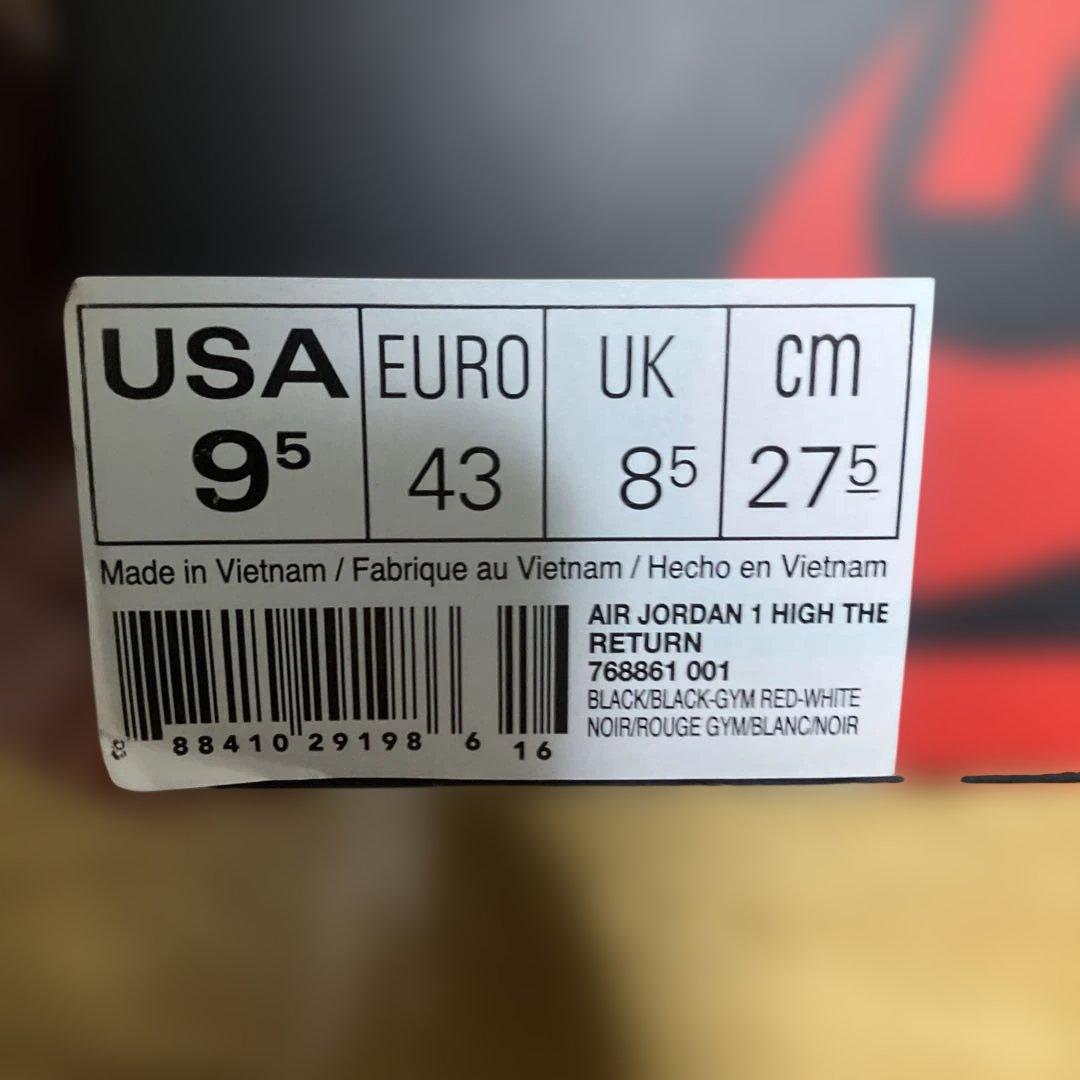 USA EURO UK cm
9⁵ 43 8⁵ 27⁵
Made in Vietnam / Fabrique au Vietnam / Hecho en Vietnam
AIR JORDAN 1 HIGH THE
RETURN
768861 001
BLACK/BLACK-GYM RED-WHITE
NOIR/ROUGE GYM/BLANC/NOIR
8 88410 29198 6 16